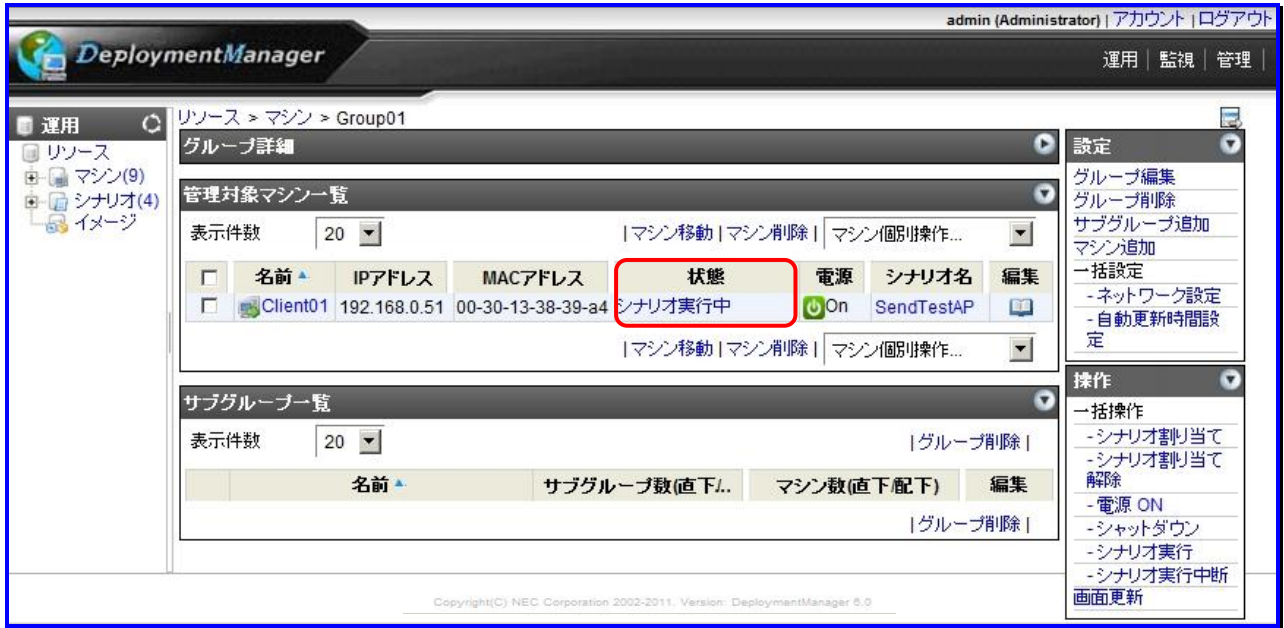 admin (Administrator) | アカウント | ログアウト
DeploymentManager
運用 | 監視 | 管理 |
運用
リソース
マシン(9)
シナリオ(4)
イメージ
リソース > マシン > Group01
グループ詳細
管理対象マシン一覧
表示件数 20 | マシン移動 | マシン削除 | マシン個別操作...
名前 IPアドレス MACアドレス 状態 電源 シナリオ名 編集
Client01 192.168.0.51 00-30-13-38-39-a4 シナリオ実行中 On SendTestAP
| マシン移動 | マシン削除 | マシン個別操作...
サブグループ一覧
表示件数 20 | グループ削除 |
名前 サブグループ数(直下/.. マシン数(直下/配下) 編集
| グループ削除 |
設定
グループ編集
グループ削除
サブグループ追加
マシン追加
一括設定
- ネットワーク設定
- 自動更新時間設
定
操作
一括操作
- シナリオ割り当て
- シナリオ割り当て
解除
- 電源 ON
- シャットダウン
- シナリオ実行
- シナリオ実行中断
画面更新
Copyright(C) NEC Corporation 2002-2011. Version: DeploymentManager 6.0